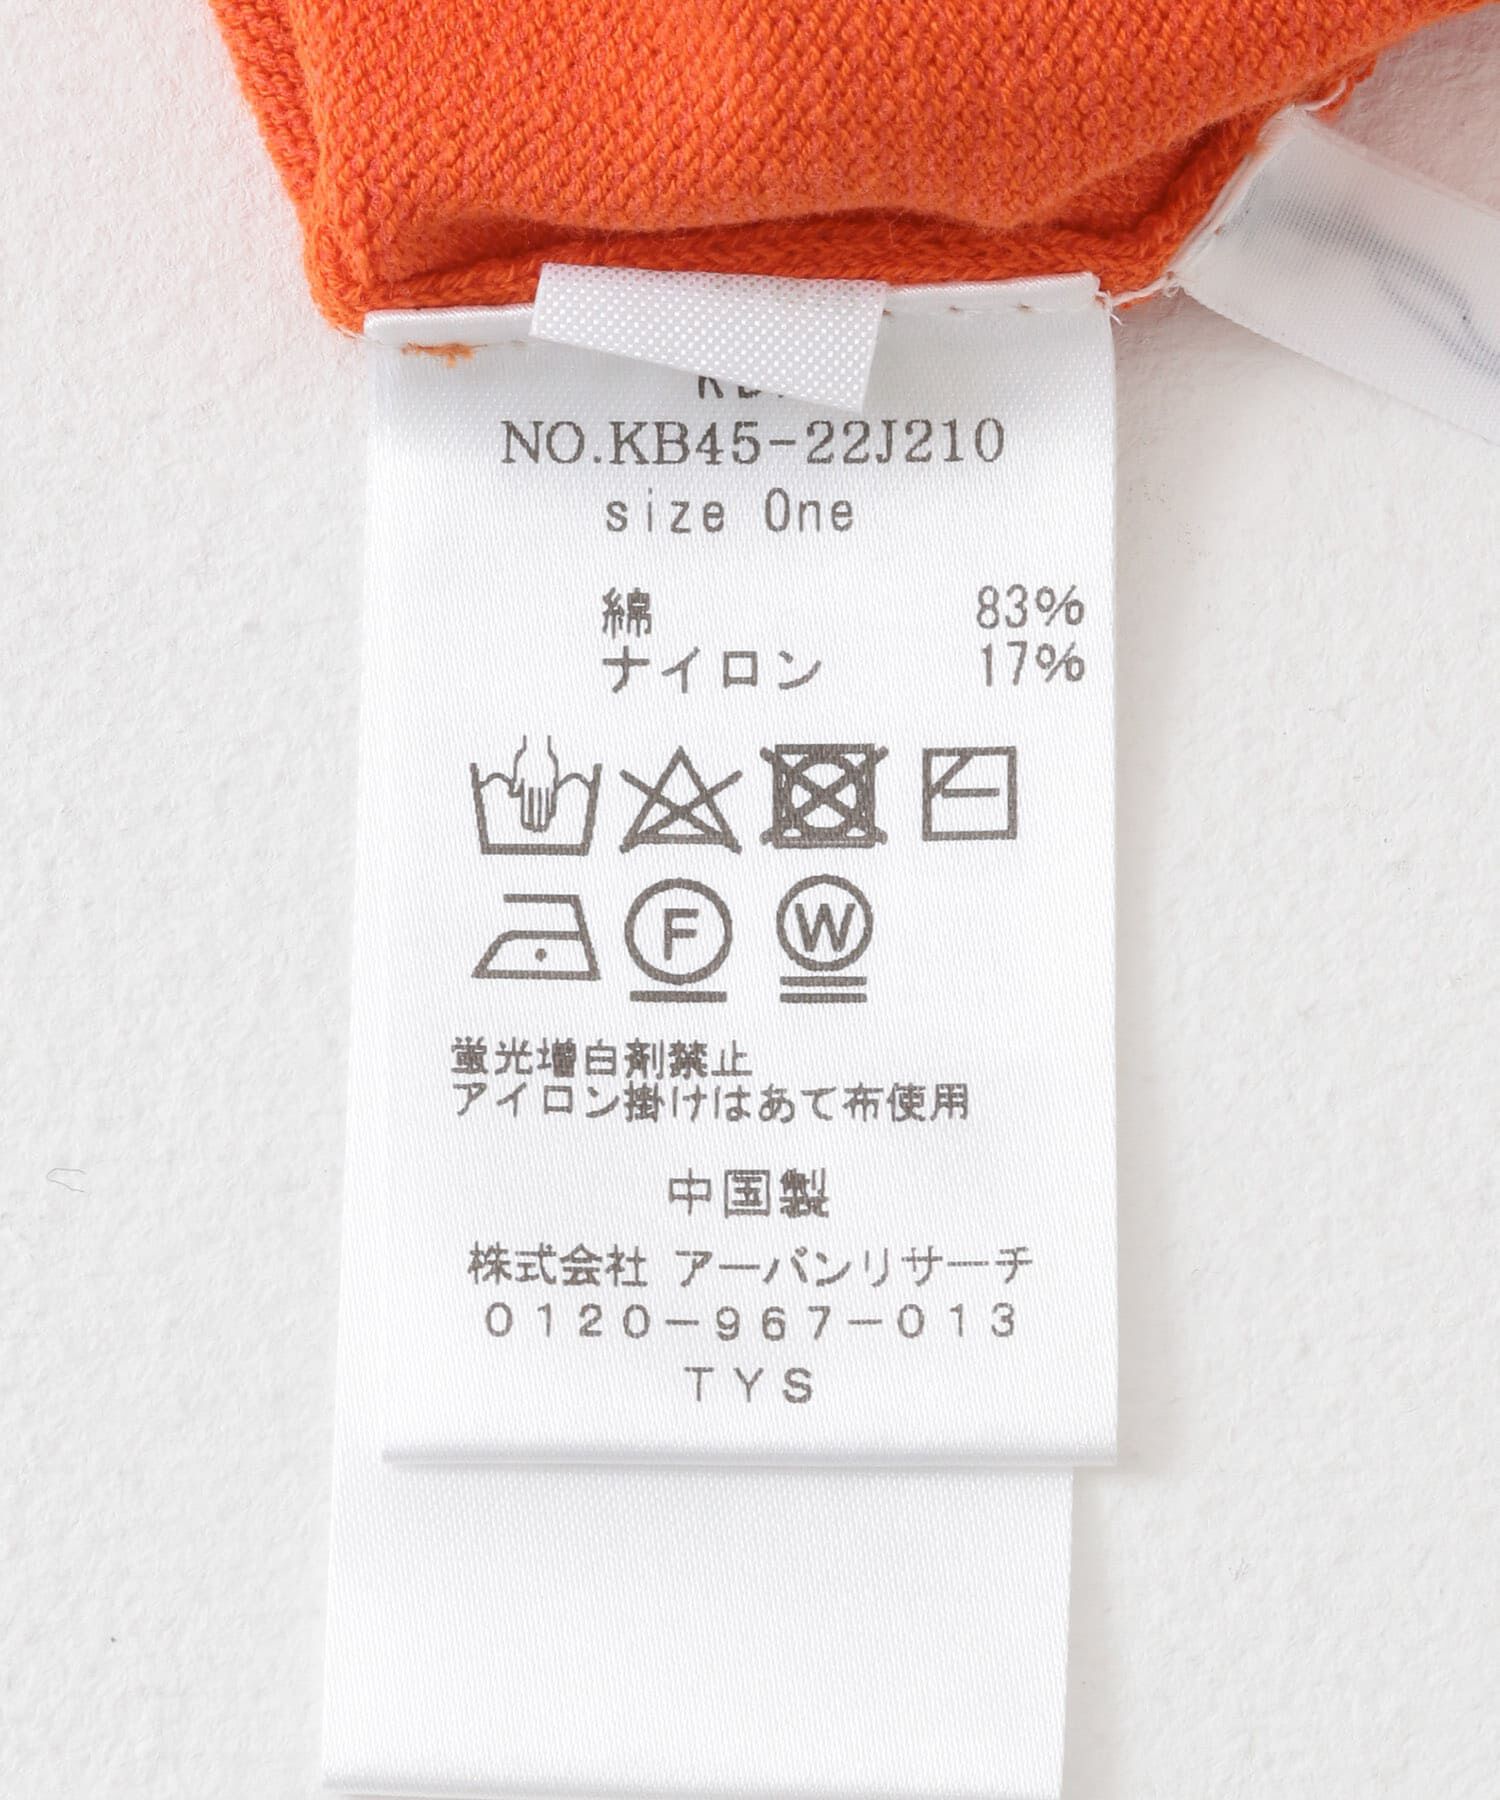 NO.KB45-22J210
size One
綿 83%
ナイロン 17%
F W
蛍光増白剤禁止
アイロン掛けはあて布使用
中国製
株式会社 アーバンリサーチ
0120-967-013
TYS